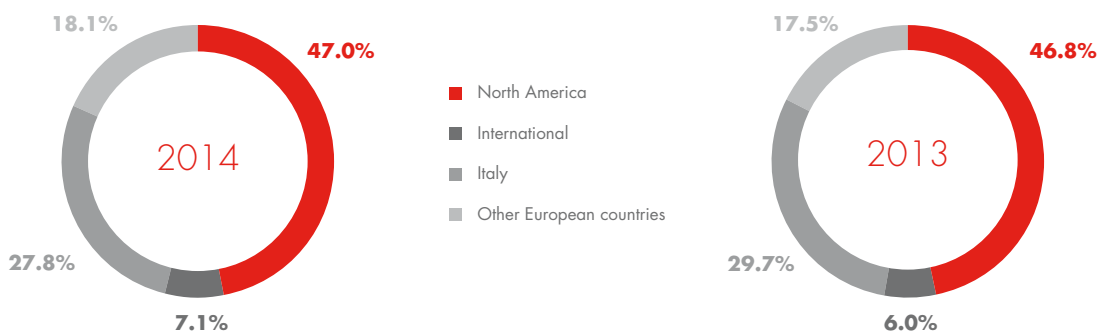 18.1%
47.0%
2014
27.8%
7.1%
North America
International
Italy
Other European countries
17.5%
46.8%
2013
29.7%
6.0%